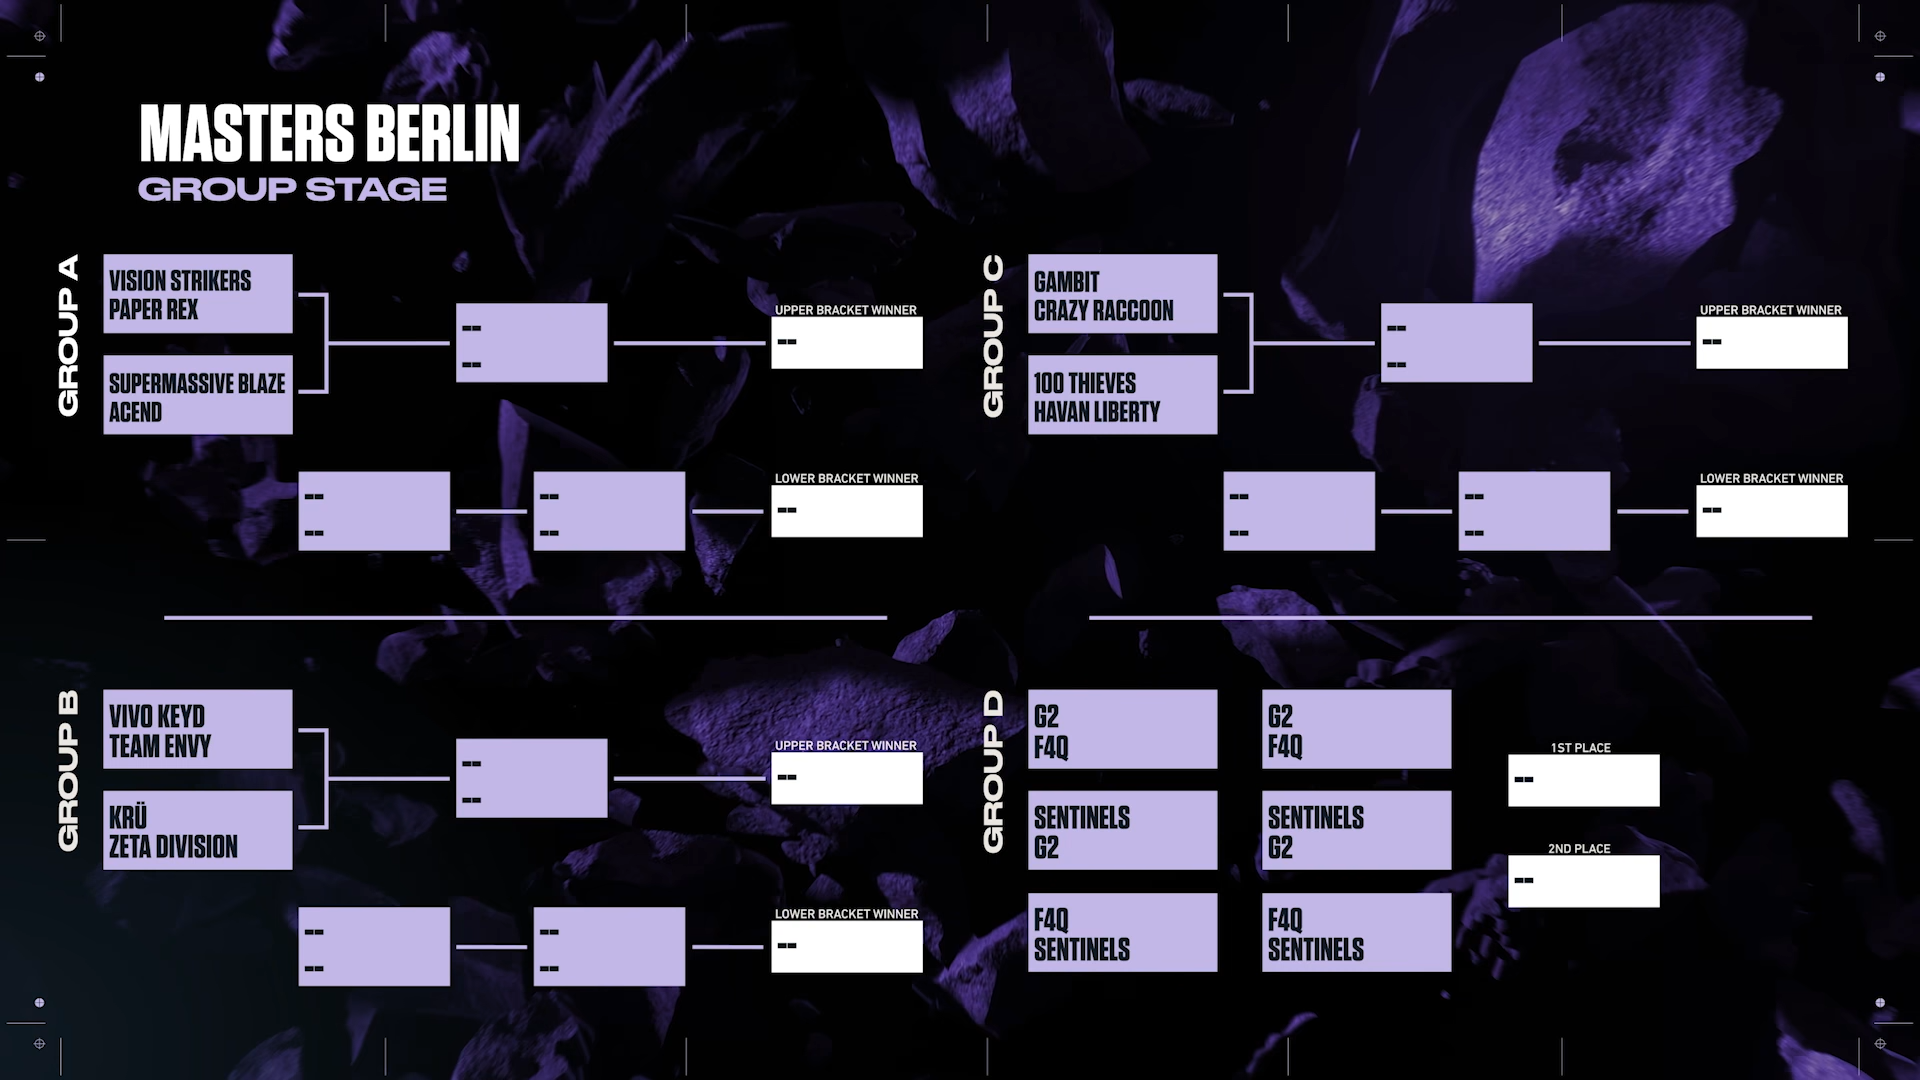 MASTERS BERLIN
GROUP STAGE
GROUP A
VISION STRIKERS
PAPER REX
SUPERMASSIVE BLAZE
ACEND
--
--
UPPER BRACKET WINNER
--
--
--
--
--
LOWER BRACKET WINNER
--
GROUP B
VIVO KEYD
TEAM ENVY
KRÜ
ZETA DIVISION
--
--
UPPER BRACKET WINNER
--
--
--
--
--
LOWER BRACKET WINNER
--
GROUP C
GAMBIT
CRAZY RACCOON
100 THIEVES
HAVAN LIBERTY
--
--
UPPER BRACKET WINNER
--
--
--
--
--
LOWER BRACKET WINNER
--
GROUP D
G2
F4Q
SENTINELS
G2
F4Q
SENTINELS
G2
F4Q
SENTINELS
G2
F4Q
SENTINELS
1ST PLACE
--
2ND PLACE
--